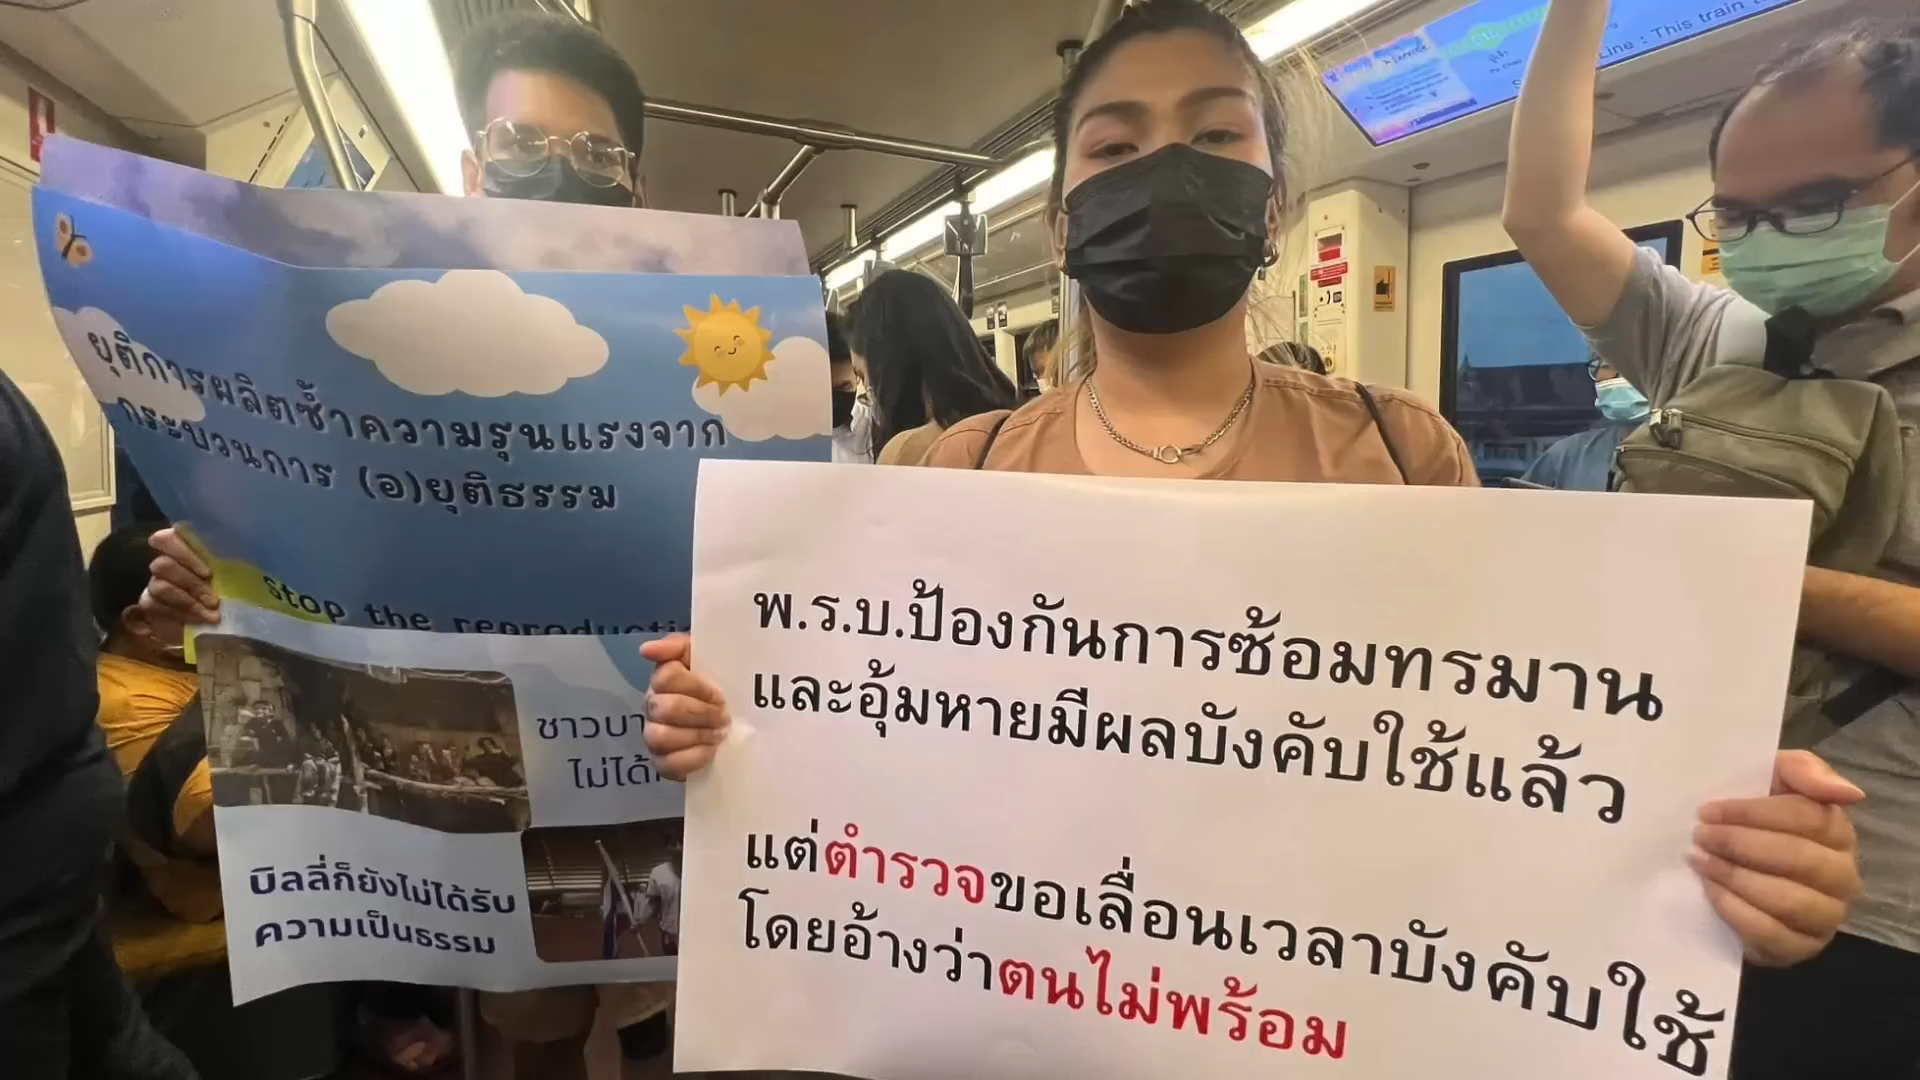 ยุติการผลิตซ้ำความรุนแรงจาก
กระบวนการ (อ)ยุติธรรม
stop the
ไม่ได้
บิลลี่ก็ยังไม่ได้รับ
ความเป็นธรรม
พ.ร.บ.ป้องกันการซ้อมทรมาน
และอุ้มหายมีผลบังคับใช้แล้ว
แต่ตำรวจขอเลื่อนเวลาบังคับใช้
โดยอ้างว่าตนไม่พร้อม
Line : This train